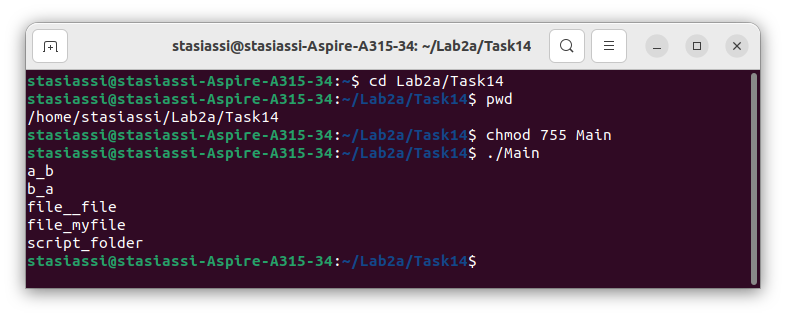 stasiassi@stasiassi-Aspire-A315-34: ~/Lab2a/Task14
stasiassi@stasiassi-Aspire-A315-34:~$ cd Lab2a/Task14
stasiassi@stasiassi-Aspire-A315-34:~/Lab2a/Task14$ pwd
/home/stasiassi/Lab2a/Task14
stasiassi@stasiassi-Aspire-A315-34:~/Lab2a/Task14$ chmod 755 Main
stasiassi@stasiassi-Aspire-A315-34:~/Lab2a/Task14$ ./Main
a_b
b_a
file__file
file_myfile
script_folder
stasiassi@stasiassi-Aspire-A315-34:~/Lab2a/Task14$